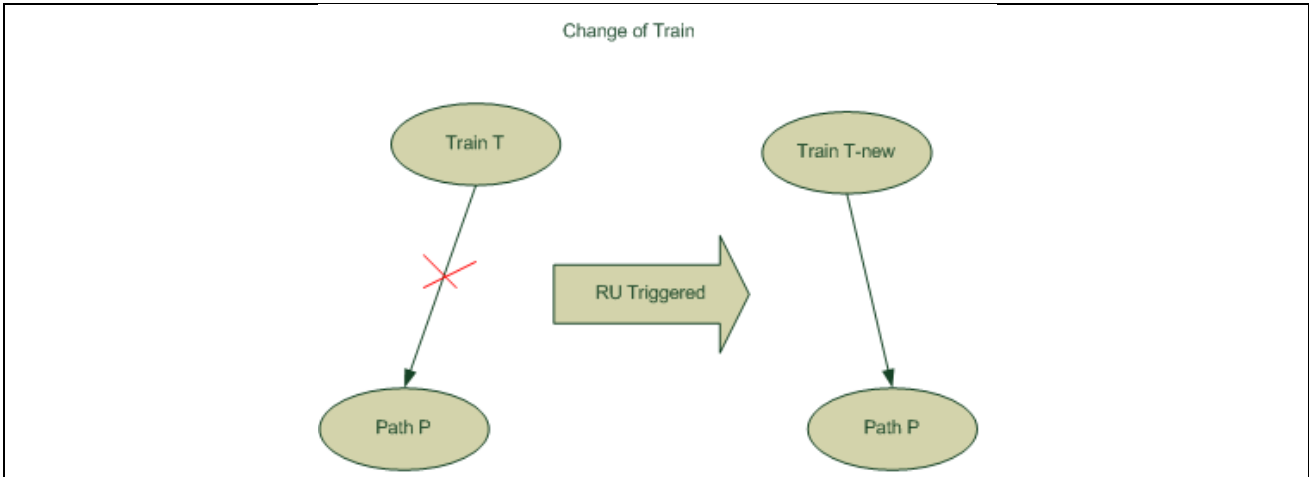 Change of Train
Train T
Train T-new
RU Triggered
Path P
Path P